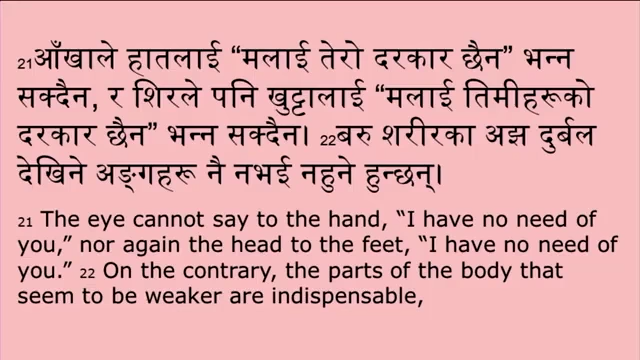 21आँखाले हातलाई “मलाई तेरो दरकार छैन” भन्न
सक्दैन, र शिरले पनि खुट्टालाई “मलाई तिमीहरूको
दरकार छैन” भन्न सक्दैन। 22बरु शरीरका अझ दुर्बल
देखिने अङ्गहरू नै नभई नहुने हुन्छन्।
21 The eye cannot say to the hand, “I have no need of
you,” nor again the head to the feet, “I have no need of
you.” 22 On the contrary, the parts of the body that
seem to be weaker are indispensable,